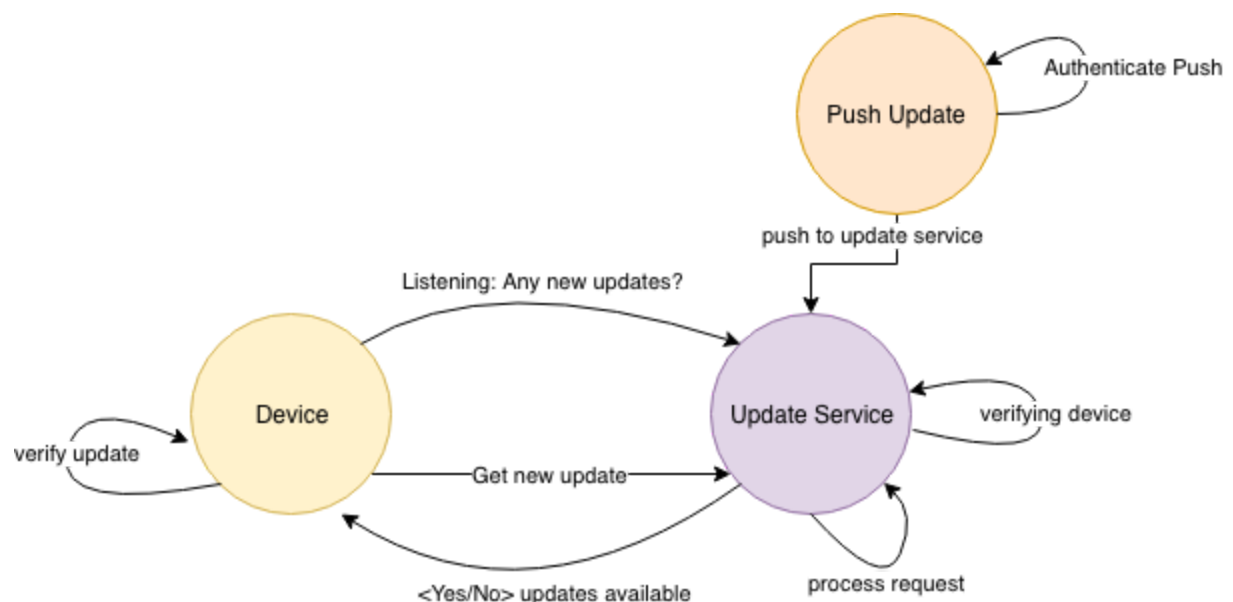 Authenticate Push
Push Update
push to update service
Listening: Any new updates?
Device
Update Service
verifying device
verify update
Get new update
process request
<Yes/No> updates available